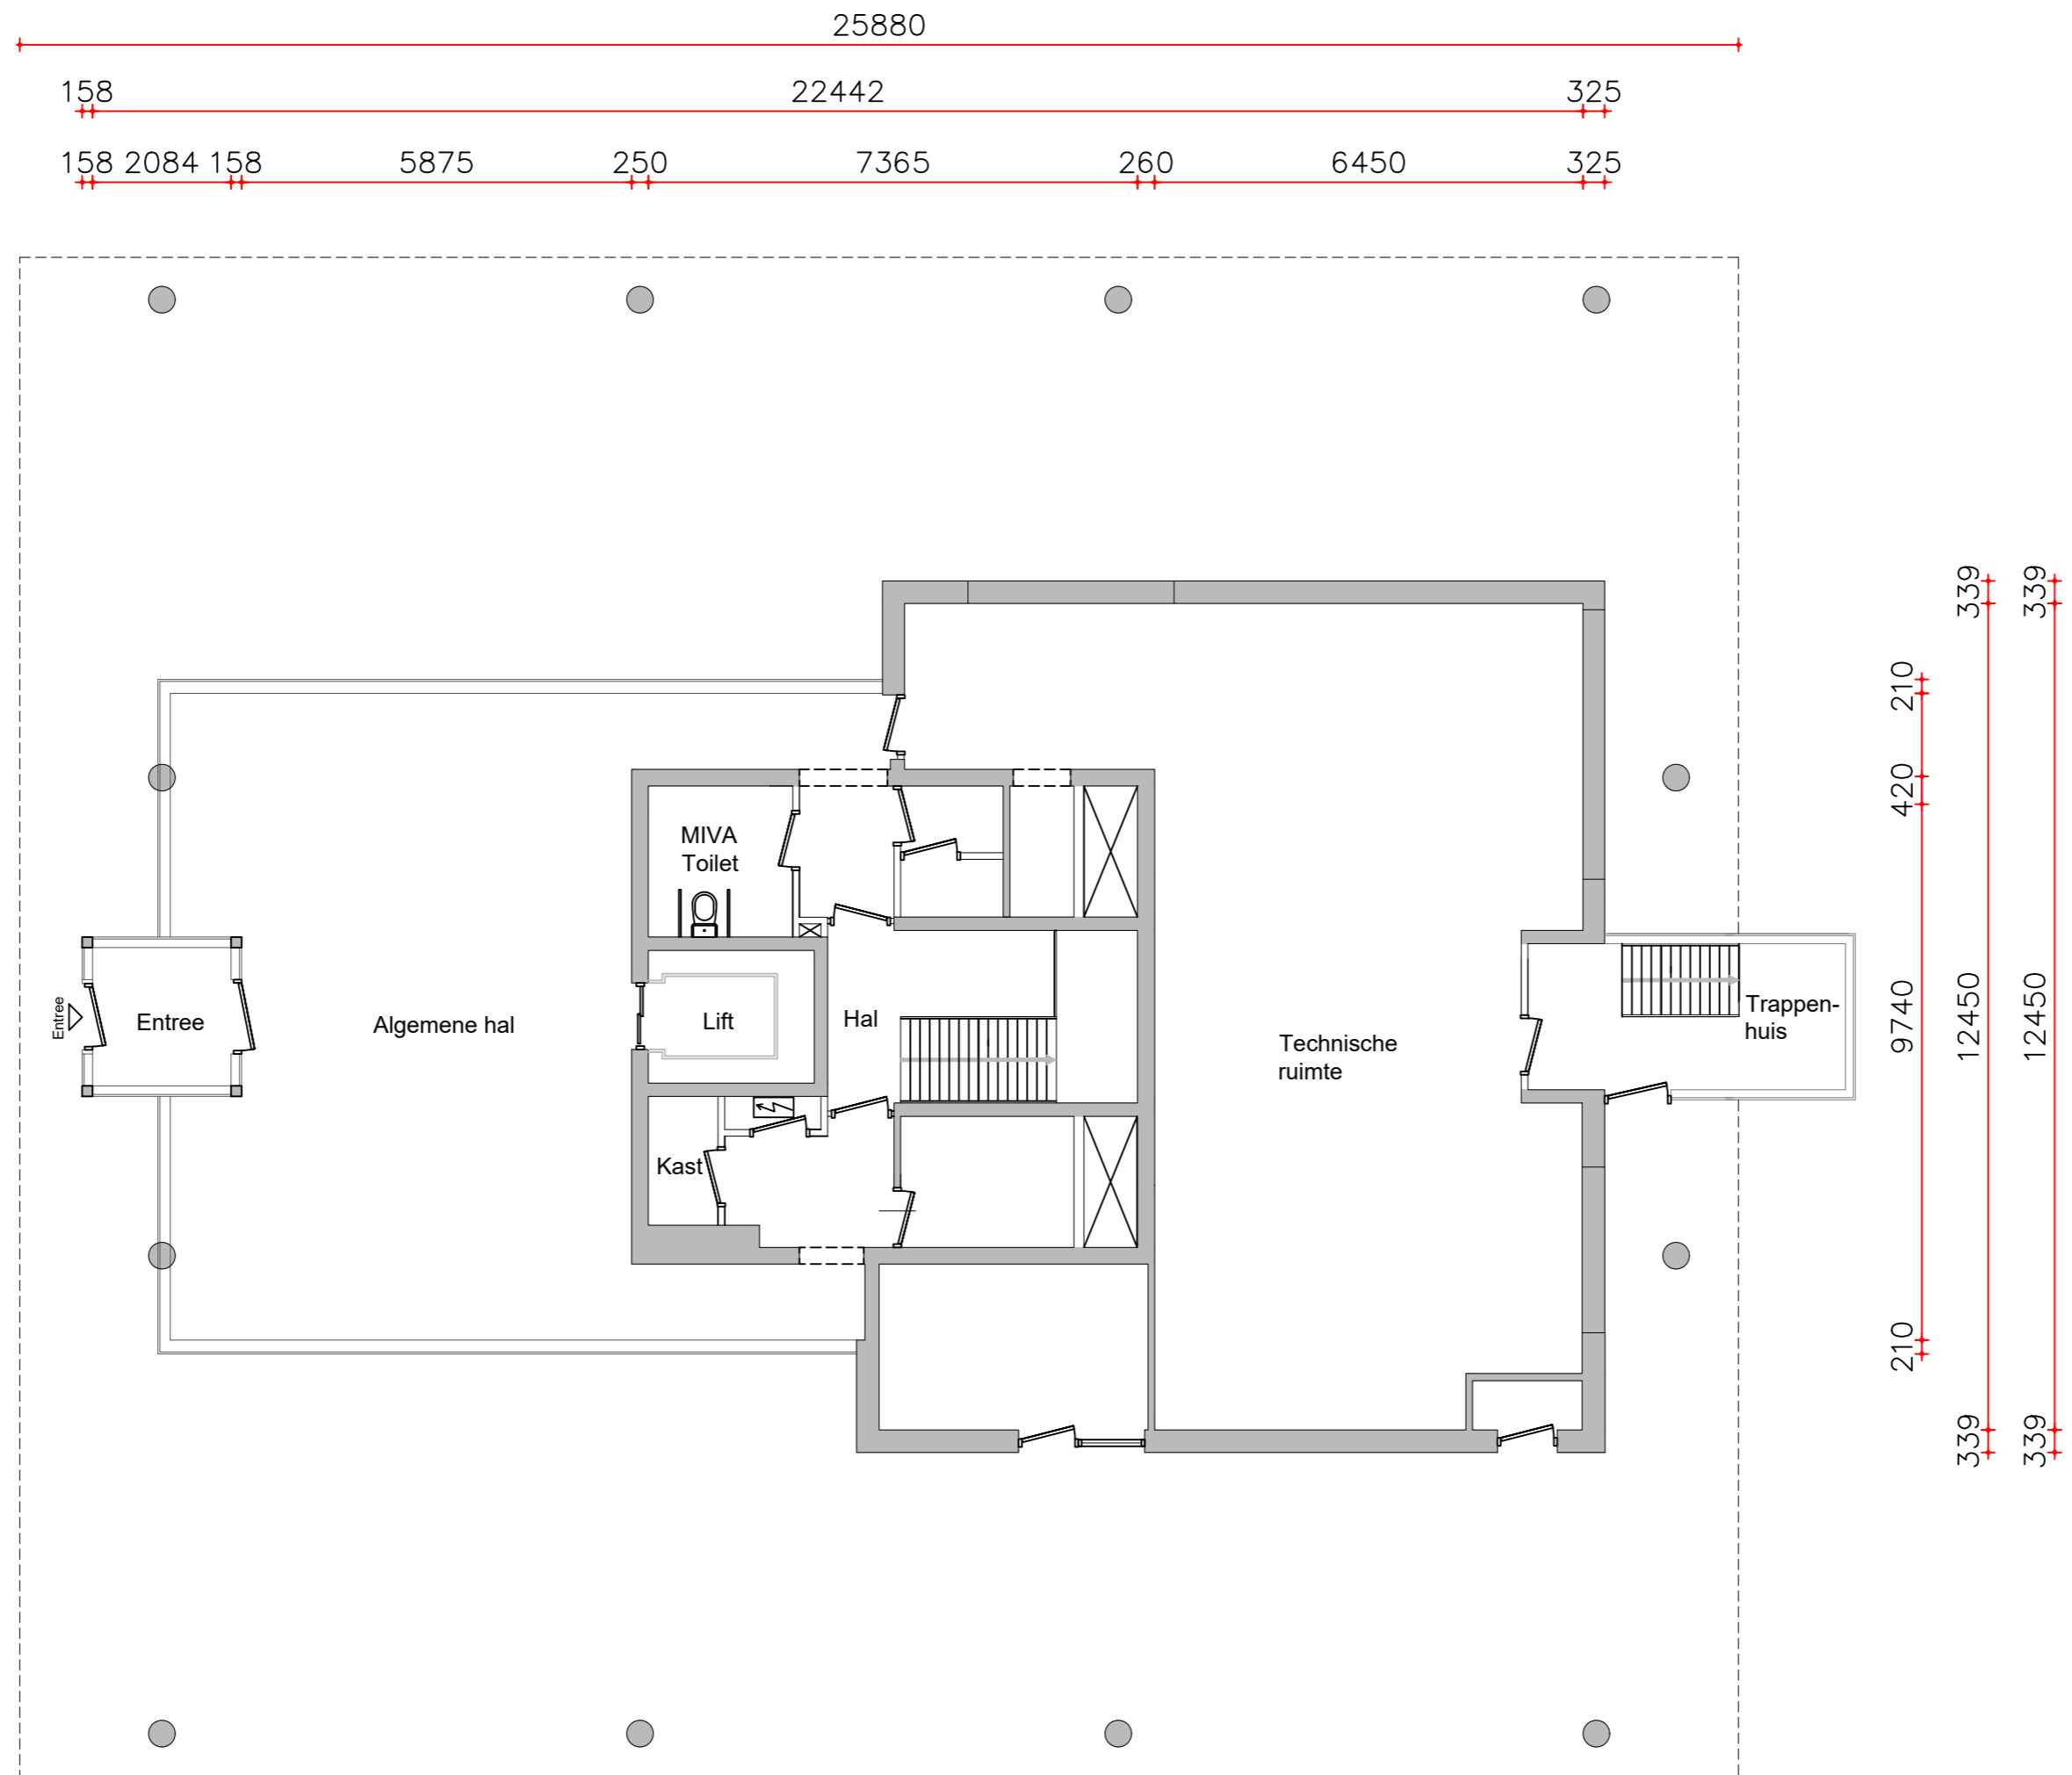 25880
158 22442 325
158 2084 158 5875 250 7365 260 6450 325
339 339
210
420
MIVA
Toilet
Entree
Entree
Algemene hal
Lift
Hal
Technische
ruimte
Trappen-
huis
9740
12450
12450
Kast
210
339 339